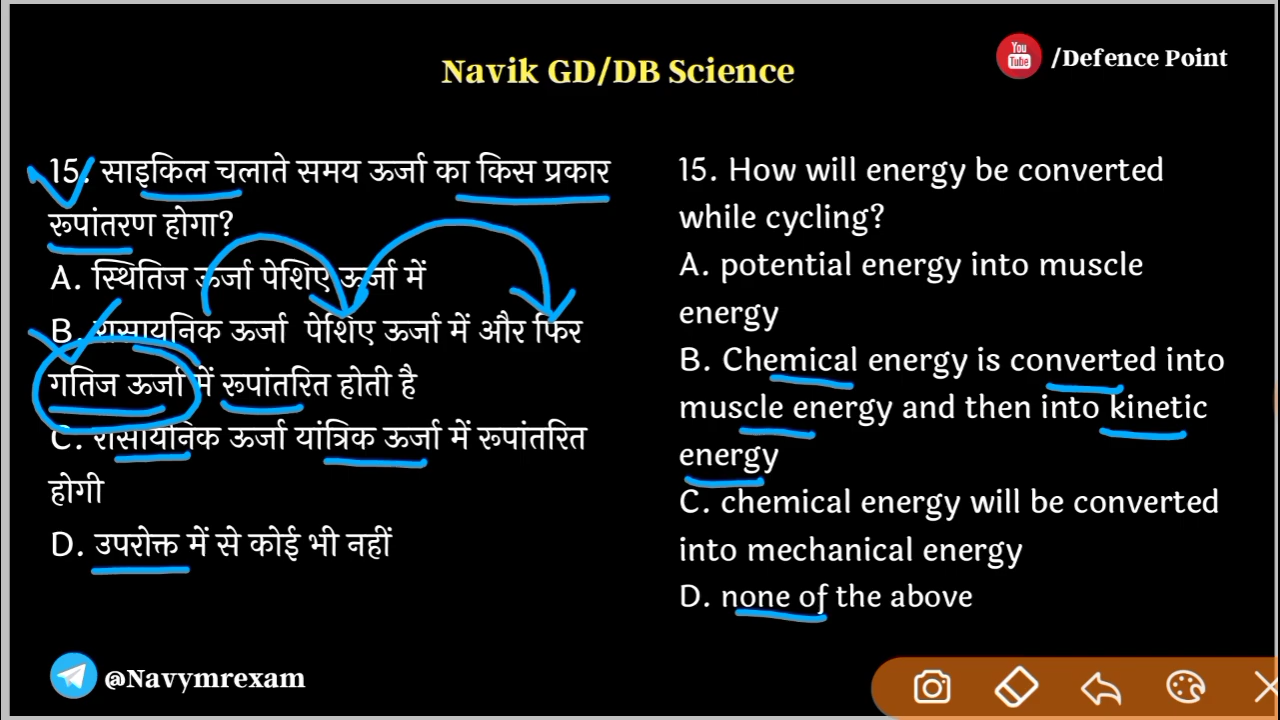 Navik GD/DB Science
You Tube /Defence Point
15. साइकिल चलाते समय ऊर्जा का किस प्रकार
रूपांतरण होगा?
A. स्थितिज ऊर्जा पेशिए ऊर्जा में
B. रासायनिक ऊर्जा पेशिए ऊर्जा में और फिर
गतिज ऊर्जा में रूपांतरित होती है
C. रासायनिक ऊर्जा यांत्रिक ऊर्जा में रूपांतरित
होगी
D. उपरोक्त में से कोई भी नहीं
15. How will energy be converted
while cycling?
A. potential energy into muscle
energy
B. Chemical energy is converted into
muscle energy and then into kinetic
energy
C. chemical energy will be converted
into mechanical energy
D. none of the above
@Navymrexam